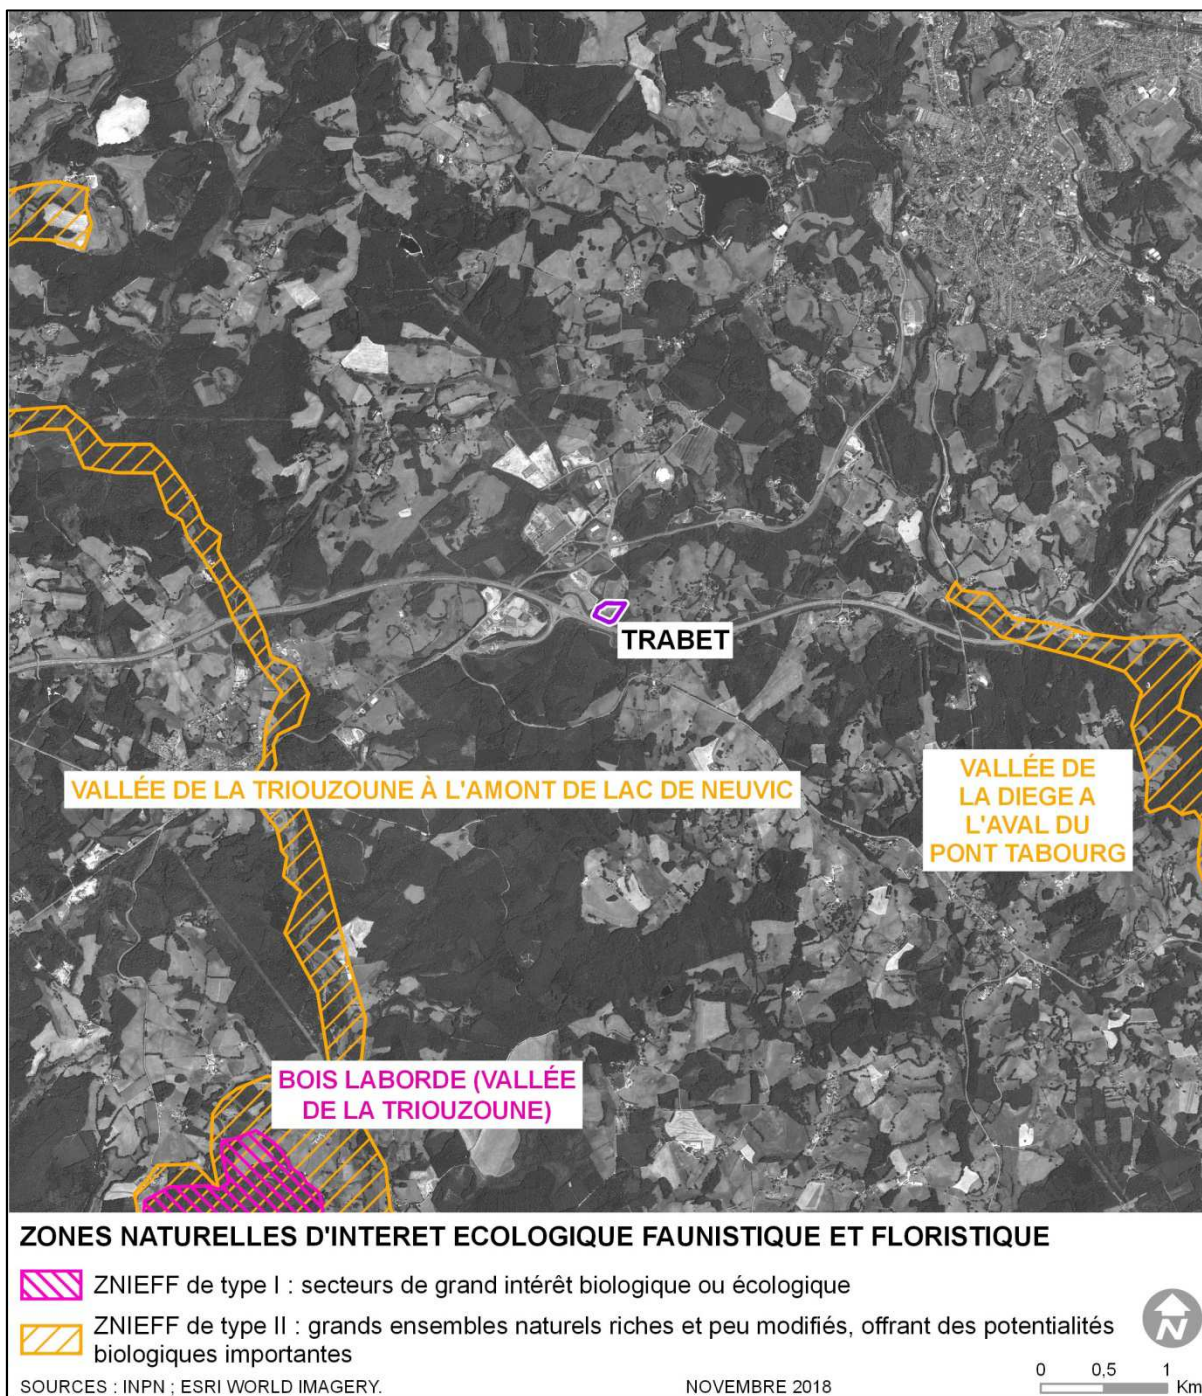 TRABET
VALLÉE DE LA TRIOUZOUNE À L'AMONT DE LAC DE NEUVIC
VALLÉE DE
LA DIEGE A
L'AVAL DU
PONT TABOURG
BOIS LABORDE (VALLÉE
DE LA TRIOUZOUNE)
ZONES NATURELLES D'INTERET ECOLOGIQUE FAUNISTIQUE ET FLORISTIQUE
ZNIEFF de type I : secteurs de grand intérêt biologique ou écologique
ZNIEFF de type II : grands ensembles naturels riches et peu modifiés, offrant des potentialités
biologiques importantes
N
SOURCES : INPN ; ESRI WORLD IMAGERY.
NOVEMBRE 2018
0 0,5 1
Km